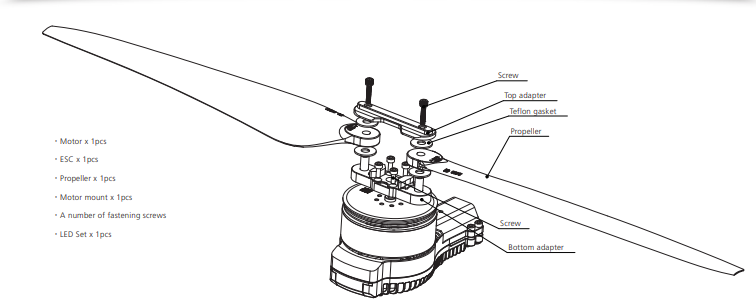 Screw
Top adapter
Teflon gasket
Propeller
· Motor x 1pcs
· ESC x 1pcs
· Propeller x 1pcs
· Motor mount x 1pcs
· A number of fastening screws
· LED Set x 1pcs
Screw
Bottom adapter